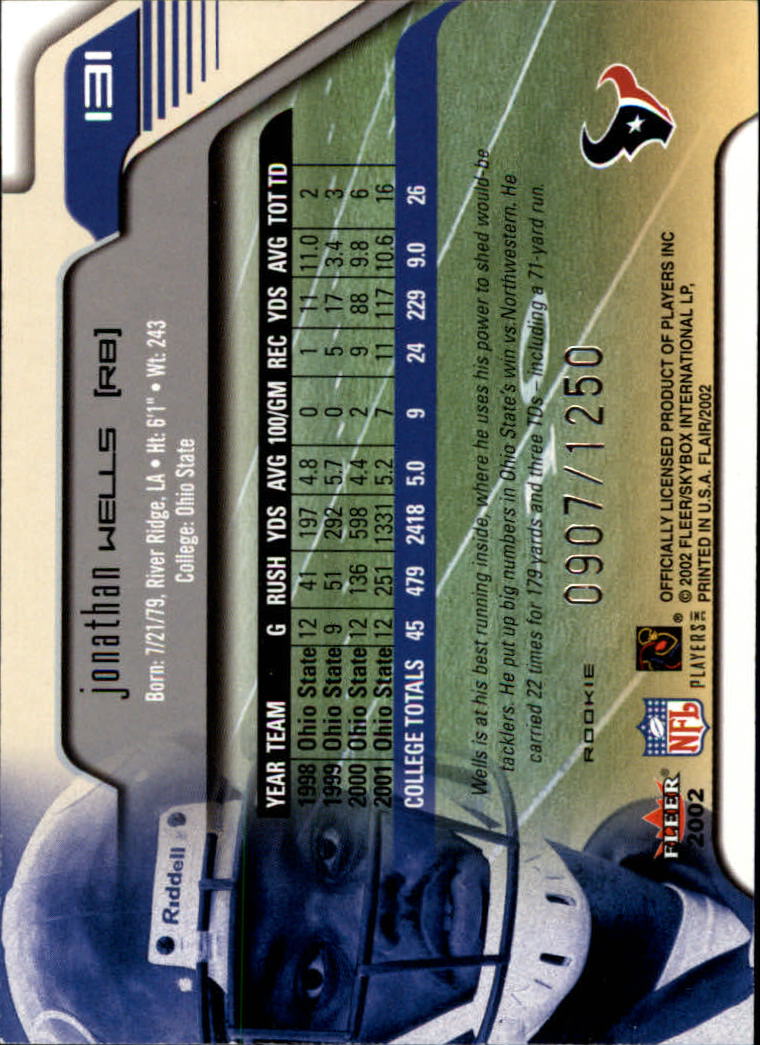 131
jonathan WELLS [RB]
Born: 7/21/79, River Ridge, LA • Ht: 6'1" • Wt: 243
College: Ohio State
YEAR TEAM G RUSH YDS AVG 100/GM REC YDS AVG TOT TD
1998 Ohio State 12 41 197 4.8 0 1 11 11.0 2
1999 Ohio State 9 51 292 5.7 0 5 17 3.4 3
2000 Ohio State 12 136 598 4.4 2 9 88 9.8 6
2001 Ohio State 12 251 1331 5.2 7 11 117 10.6 16
COLLEGE TOTALS 45 479 2418 5.0 9 24 229 9.0 26
Wells is at his best running inside, where he uses his power to shed would-be
tacklers. He put up big numbers in Ohio State's win vs. Northwestern. He
carried 22 times for 179 yards and three TDs – including a 71-yard run.
ROOKIE
0907/1250
Riddell
FLEER®
2002
NFL
®
PLAYERS INC
OFFICIALLY LICENSED PRODUCT OF PLAYERS INC
© 2002 FLEER/SKYBOX INTERNATIONAL LP,
PRINTED IN U.S.A. FLAIR/2002